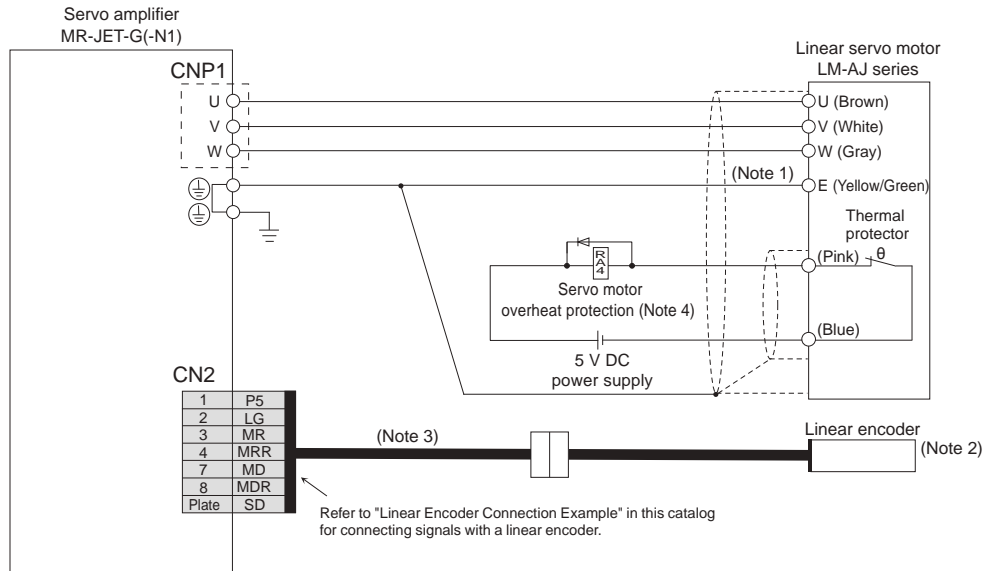 Servo amplifier
MR-JET-G(-N1)
Linear servo motor
LM-AJ series
CNP1
U
U (Brown)
V
V (White)
W
W (Gray)
(Note 1)
E (Yellow/Green)
Thermal
protector
RA4
(Pink)
θ
Servo motor
overheat protection (Note 4)
(Blue)
5 V DC
power supply
CN2
1 P5
2 LG
3 MR
4 MRR
7 MD
8 MDR
Plate SD
(Note 3)
Linear encoder
(Note 2)
Refer to "Linear Encoder Connection Example" in this catalog
for connecting signals with a linear encoder.